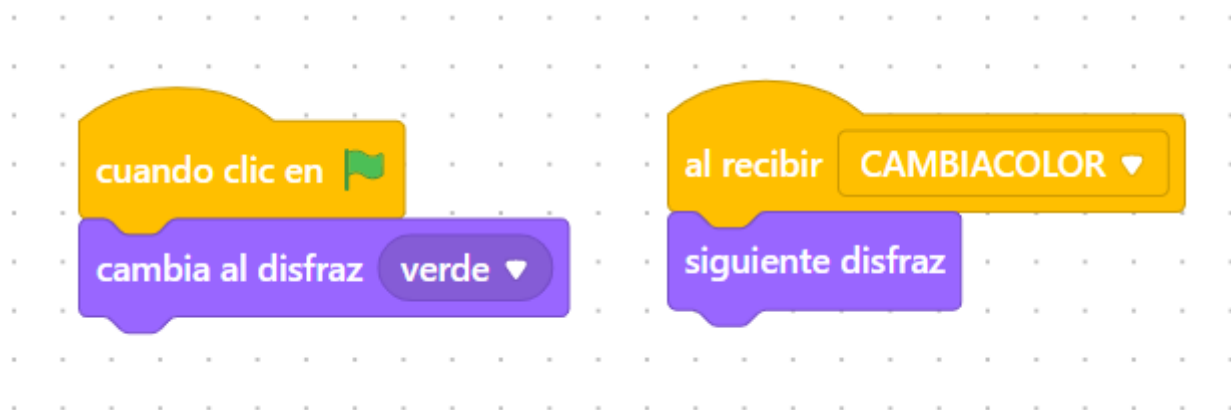 cuando clic en
cambia al disfraz verde
al recibir CAMBIACOLOR
siguiente disfraz